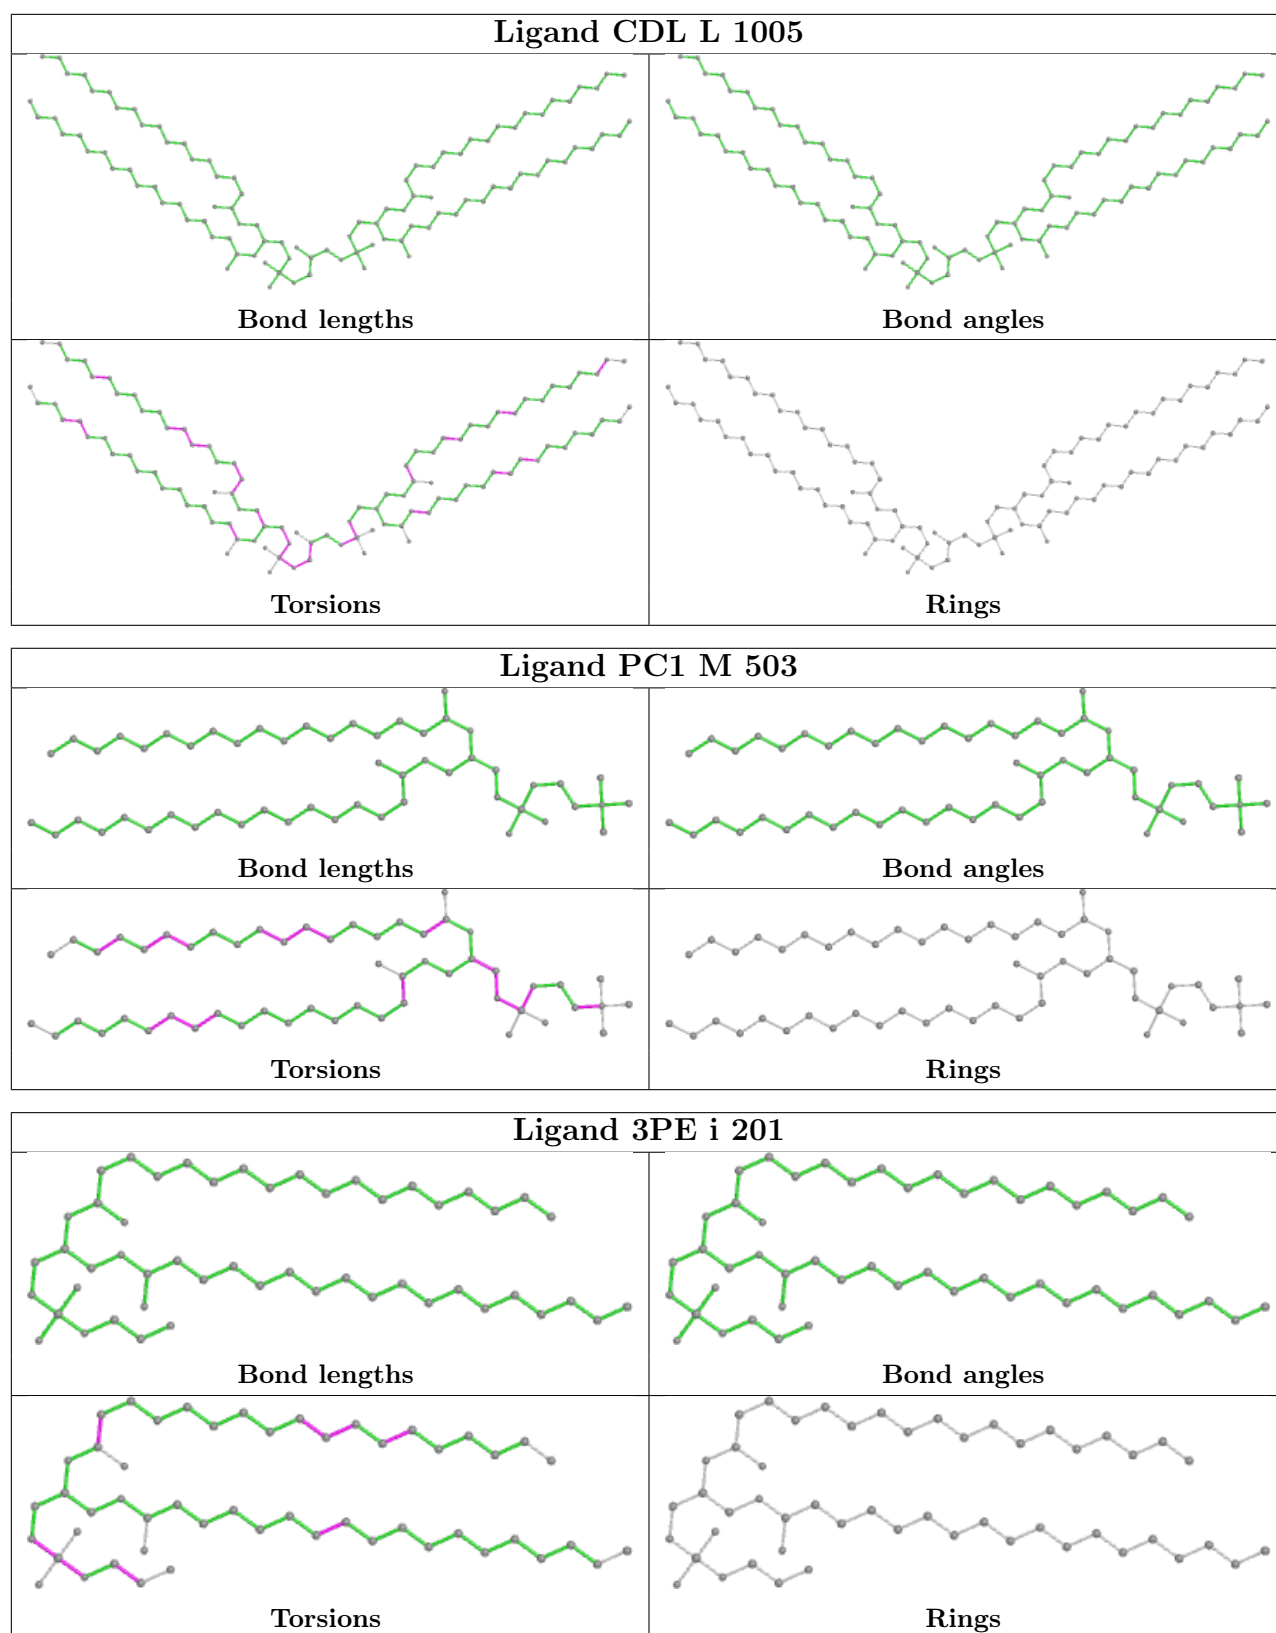 Ligand CDL L 1005
Bond lengths
Bond angles
Torsions
Rings
Ligand PC1 M 503
Bond lengths
Bond angles
Torsions
Rings
Ligand 3PE i 201
Bond lengths
Bond angles
Torsions
Rings